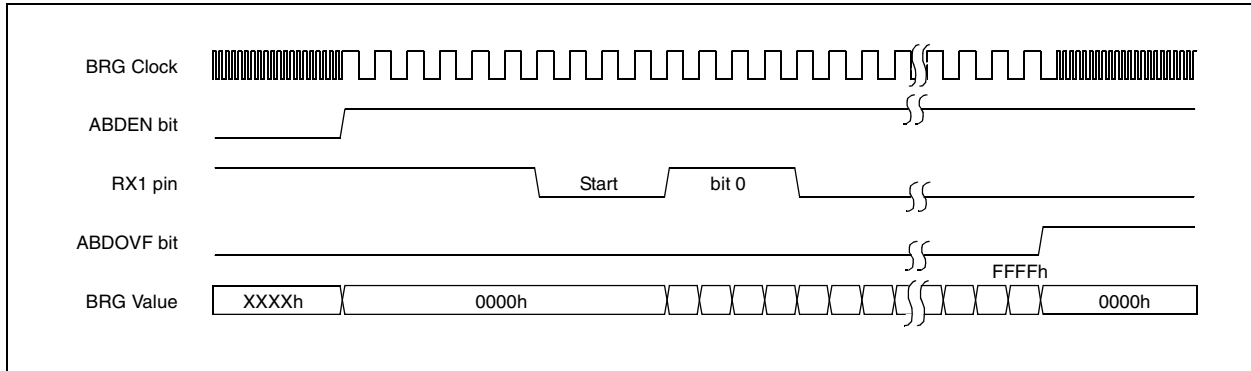 BRG Clock
ABDEN bit
RX1 pin
Start
bit 0
ABDOVF bit
FFFFh
BRG Value
XXXXh
0000h
0000h